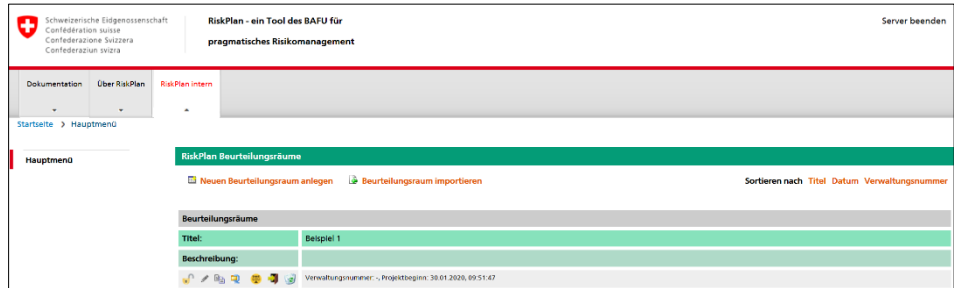 Schweizerische Eidgenossenschaft
Confédération suisse
Confederazione Svizzera
Confederaziun svizra
RiskPlan - ein Tool des BAFU für
pragmatisches Risikomanagement
Server beenden
Dokumentation Über RiskPlan RiskPlan intern
Startseite > Hauptmenü
Hauptmenü
RiskPlan Beurteilungsräume
Neuen Beurteilungsraum anlegen Beurteilungsraum importieren Sortieren nach Titel Datum Verwaltungsnummer
Beurteilungsräume
Titel: Beispiel 1
Beschreibung:
Verwaltungsnummer: -, Projektbeginn: 30.01.2020, 09:51:47